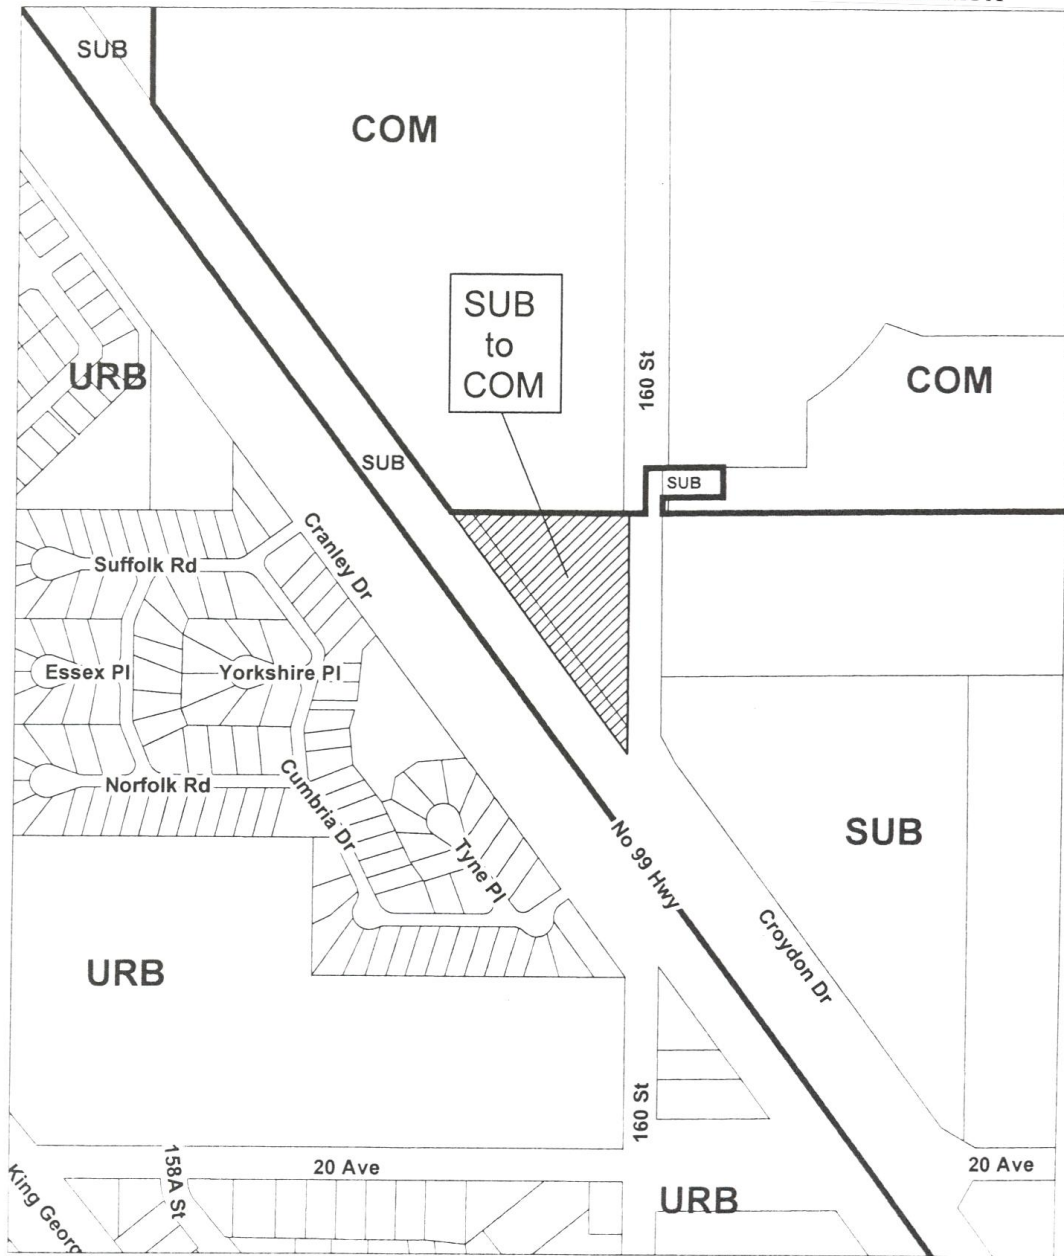 SUB
COM
SUB
to
COM
160 St
URB
COM
SUB
SUB
Cranley Dr
Suffolk Rd
Essex Pl
Yorkshire Pl
Norfolk Rd
Cumbria Dr
Tyne Pl
No 99 Hwy
SUB
Croydon Dr
URB
160 St
158A St
20 Ave
20 Ave
King Georg
URB